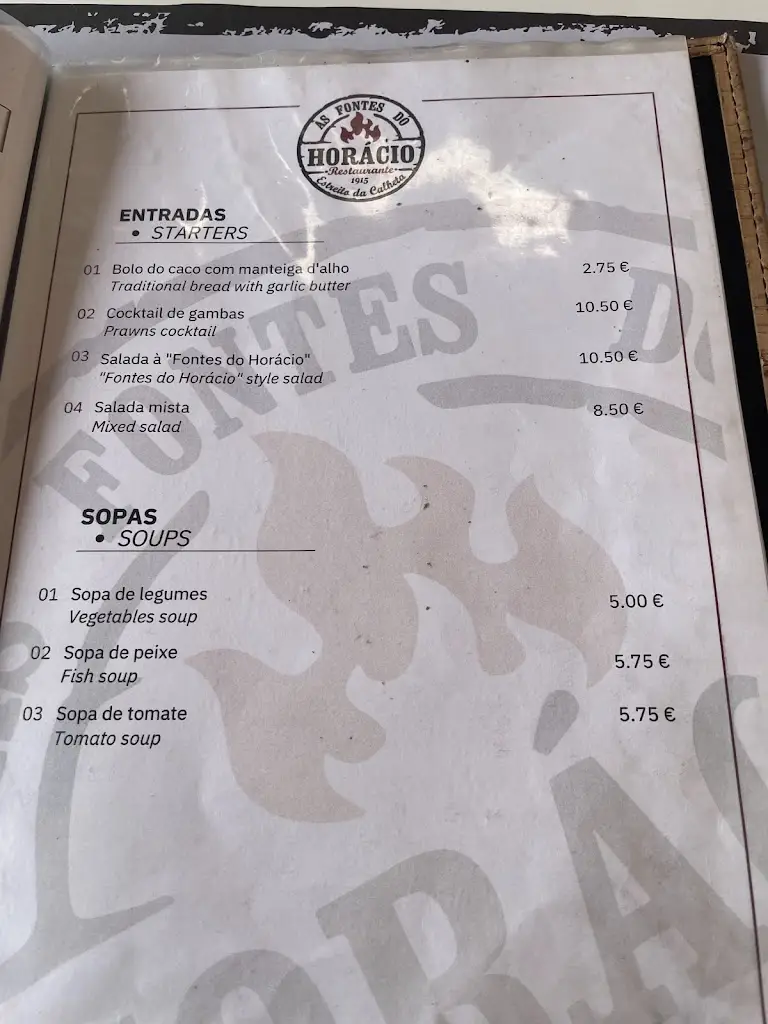 AS FONTES DO
HORÁCIO
Restaurante
1915
Estreito da Calheta
ENTRADAS
• STARTERS
01 Bolo do caco com manteiga d'alho 2.75 €
Traditional bread with garlic butter
02 Cocktail de gambas 10.50 €
Prawns cocktail
03 Salada à "Fontes do Horácio" 10.50 €
"Fontes do Horácio" style salad
04 Salada mista 8.50 €
Mixed salad
SOPAS
• SOUPS
01 Sopa de legumes 5.00 €
Vegetables soup
02 Sopa de peixe 5.75 €
Fish soup
03 Sopa de tomate 5.75 €
Tomato soup
FONTES